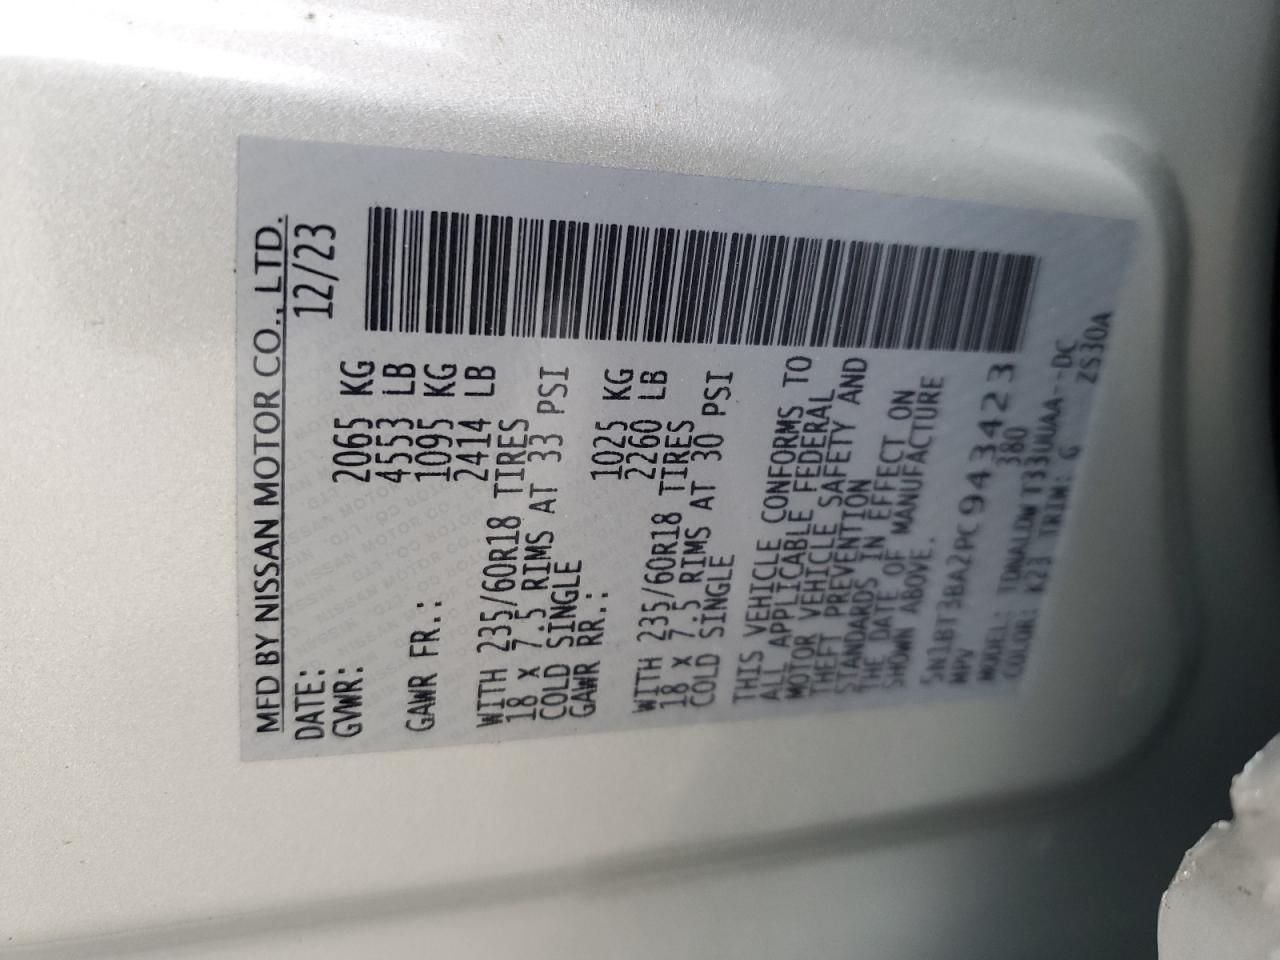 MFD BY NISSAN MOTOR CO., LTD.
DATE: 12/23
GVWR: 2065 KG
4553 LB
GAWR FR.: 1095 KG
2414 LB
WITH 235/60R18 TIRES
18 X 7.5 RIMS AT 33 PSI
COLD SINGLE
GAWR RR.: 1025 KG
2260 LB
WITH 235/60R18 TIRES
18 X 7.5 RIMS AT 30 PSI
COLD SINGLE
THIS VEHICLE CONFORMS TO
ALL APPLICABLE FEDERAL
MOTOR VEHICLE SAFETY AND
THEFT PREVENTION
STANDARDS IN EFFECT ON
THE DATE OF MANUFACTURE
SHOWN ABOVE.
5N1BT3BA2PC943423
MPV 380
MODEL: TDNALDWT33UUAA--DC
COLOR: K23 TRIM: G ZS30A